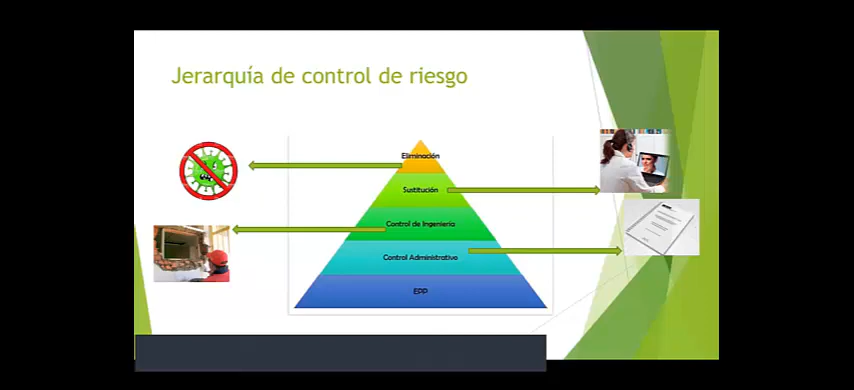 Jerarquía de control de riesgo
Eliminación
Sustitución
Control de Ingeniería
Control Administrativo
EPP